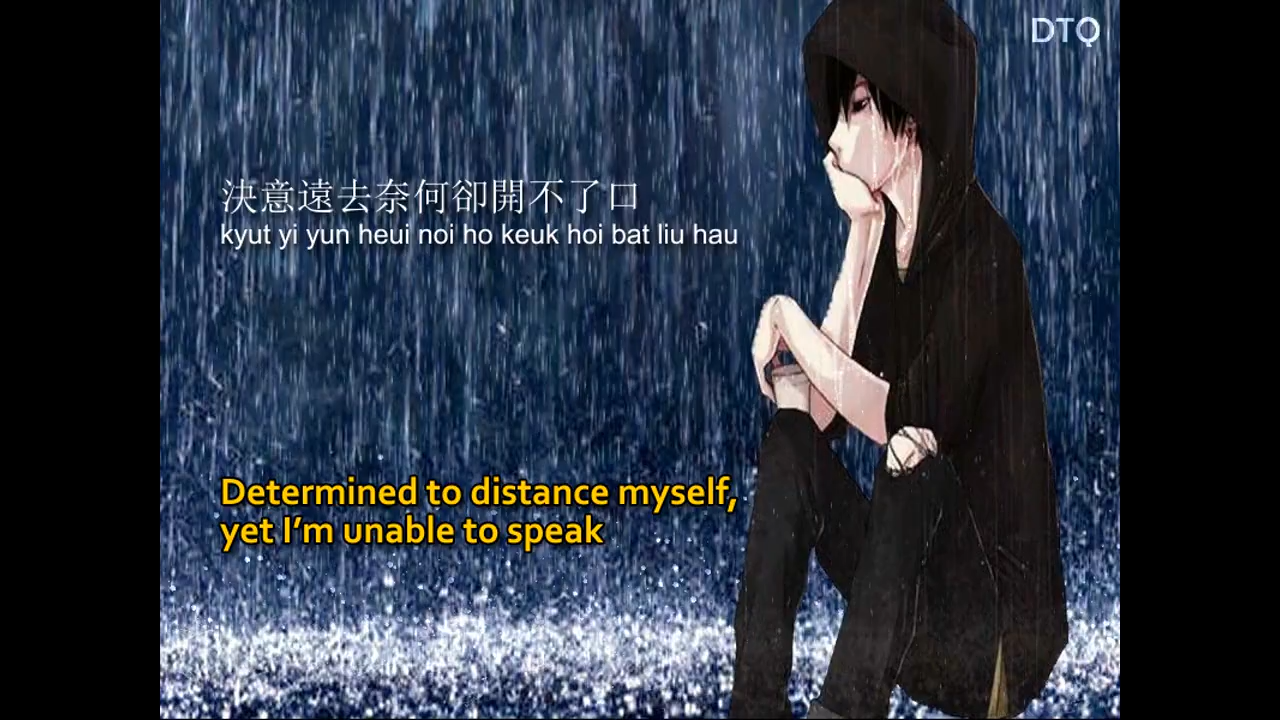 DTQ
決意遠去奈何卻開不了口
kyut yi yun heui noi ho keuk hoi bat liu hau
Determined to distance myself,
yet I’m unable to speak